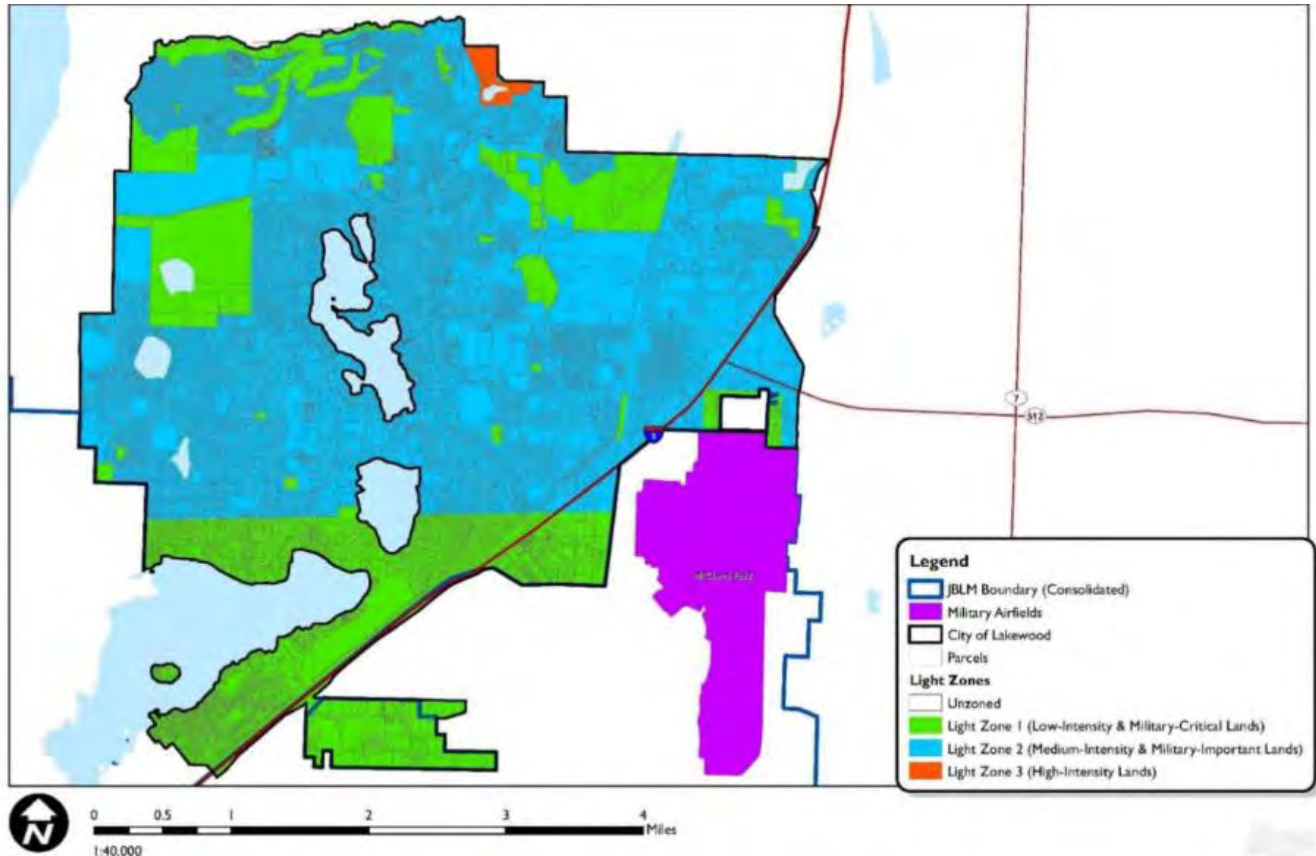 7
512
5
Legend
JBLM Boundary (Consolidated)
Military Airfields
City of Lakewood
Parcels
Light Zones
Unzoned
Light Zone 1 (Low-Intensity & Military-Critical Lands)
Light Zone 2 (Medium-Intensity & Military-Important Lands)
Light Zone 3 (High-Intensity Lands)
N
0 0.5 1 2 3 4 Miles
1:40,000